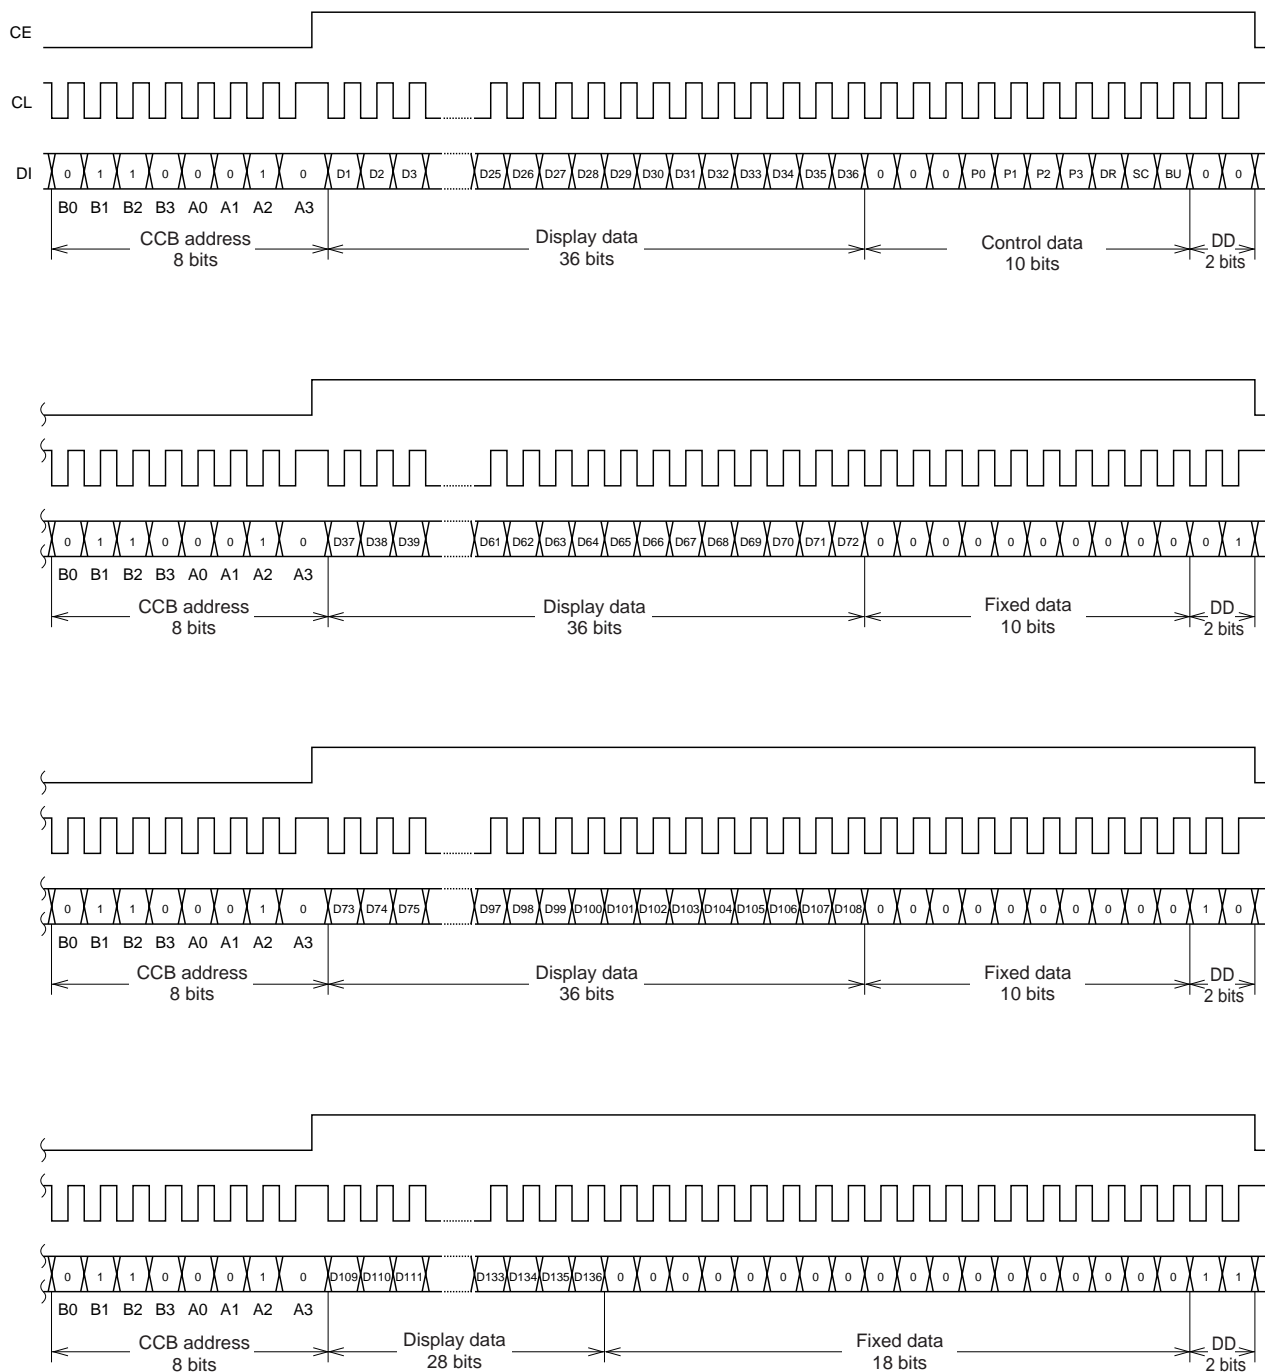 CE
CL
DI 0 1 1 0 0 0 1 0 D1 D2 D3 D25 D26 D27 D28 D29 D30 D31 D32 D33 D34 D35 D36 0 0 0 P0 P1 P2 P3 DR SC BU 0 0
B0 B1 B2 B3 A0 A1 A2 A3
CCB address Display data Control data DD
8 bits 36 bits 10 bits 2 bits
0 1 1 0 0 0 1 0 D37 D38 D39 D61 D62 D63 D64 D65 D66 D67 D68 D69 D70 D71 D72 0 0 0 0 0 0 0 0 0 0 0 1
B0 B1 B2 B3 A0 A1 A2 A3
CCB address Display data Fixed data DD
8 bits 36 bits 10 bits 2 bits
0 1 1 0 0 0 1 0 D73 D74 D75 D97 D98 D99 D100 D101 D102 D103 D104 D105 D106 D107 D108 0 0 0 0 0 0 0 0 0 0 1 0
B0 B1 B2 B3 A0 A1 A2 A3
CCB address Display data Fixed data DD
8 bits 36 bits 10 bits 2 bits
0 1 1 0 0 0 1 0 D109 D110 D111 D133 D134 D135 D136 0 0 0 0 0 0 0 0 0 0 0 0 0 0 0 0 0 0 1 1
B0 B1 B2 B3 A0 A1 A2 A3
CCB address Display data Fixed data DD
8 bits 28 bits 18 bits 2 bits